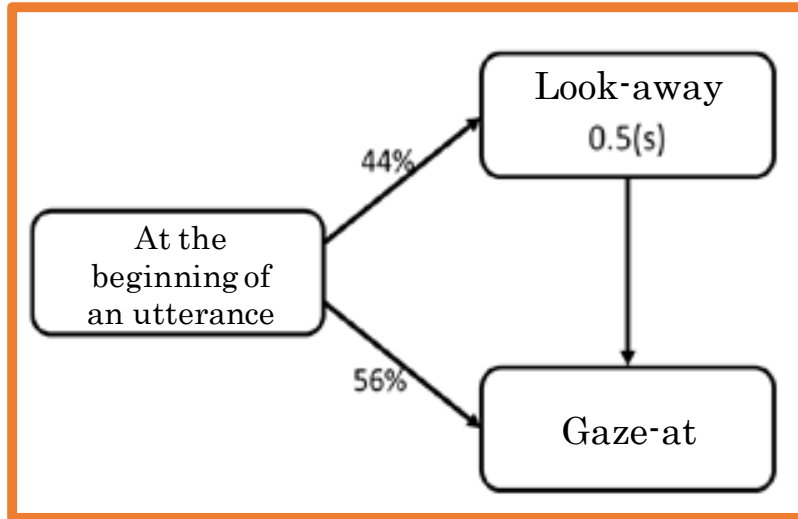 Look-away
0.5(s)
44%
At the
beginning of
an utterance
56%
Gaze-at